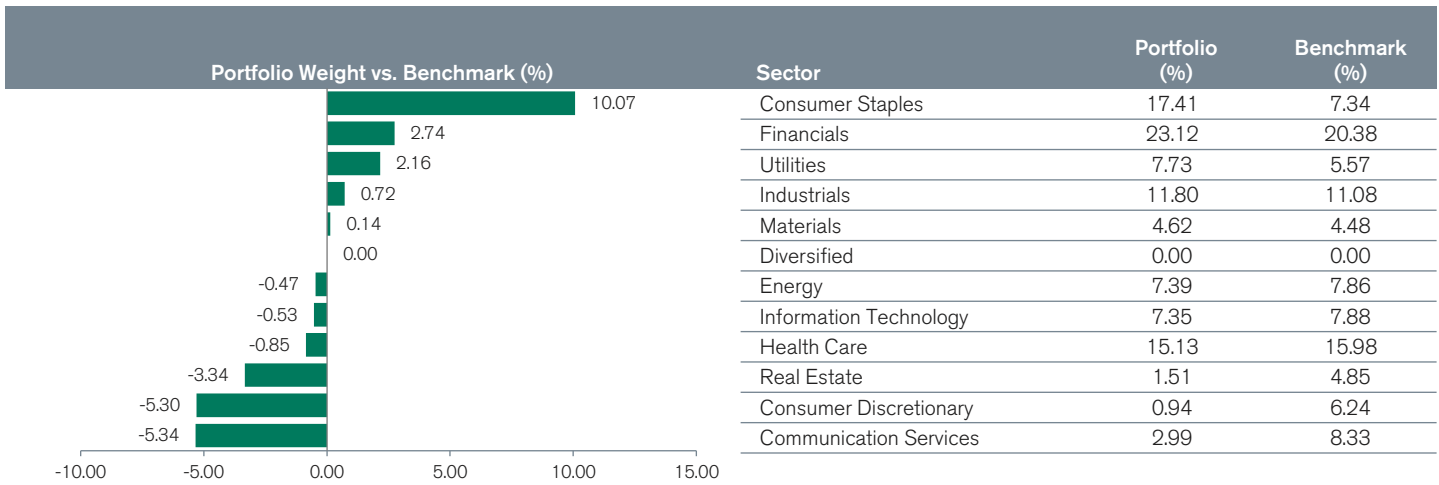 Portfolio Weight vs. Benchmark (%) Sector Portfolio (%) Benchmark (%)
10.07 Consumer Staples 17.41 7.34
2.74 Financials 23.12 20.38
2.16 Utilities 7.73 5.57
0.72 Industrials 11.80 11.08
0.14 Materials 4.62 4.48
0.00 Diversified 0.00 0.00
-0.47 Energy 7.39 7.86
-0.53 Information Technology 7.35 7.88
-0.85 Health Care 15.13 15.98
-3.34 Real Estate 1.51 4.85
-5.30 Consumer Discretionary 0.94 6.24
-5.34 Communication Services 2.99 8.33
-10.00 -5.00 0.00 5.00 10.00 15.00